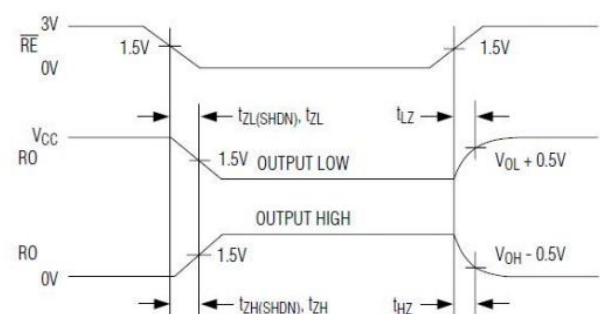 3V
RE
1.5V
1.5V
0V
tZL(SHDN), tZL
tLZ
VCC
RO
1.5V OUTPUT LOW
VOL + 0.5V
OUTPUT HIGH
RO
1.5V
VOH - 0.5V
0V
tZH(SHDN), tZH
tHZ